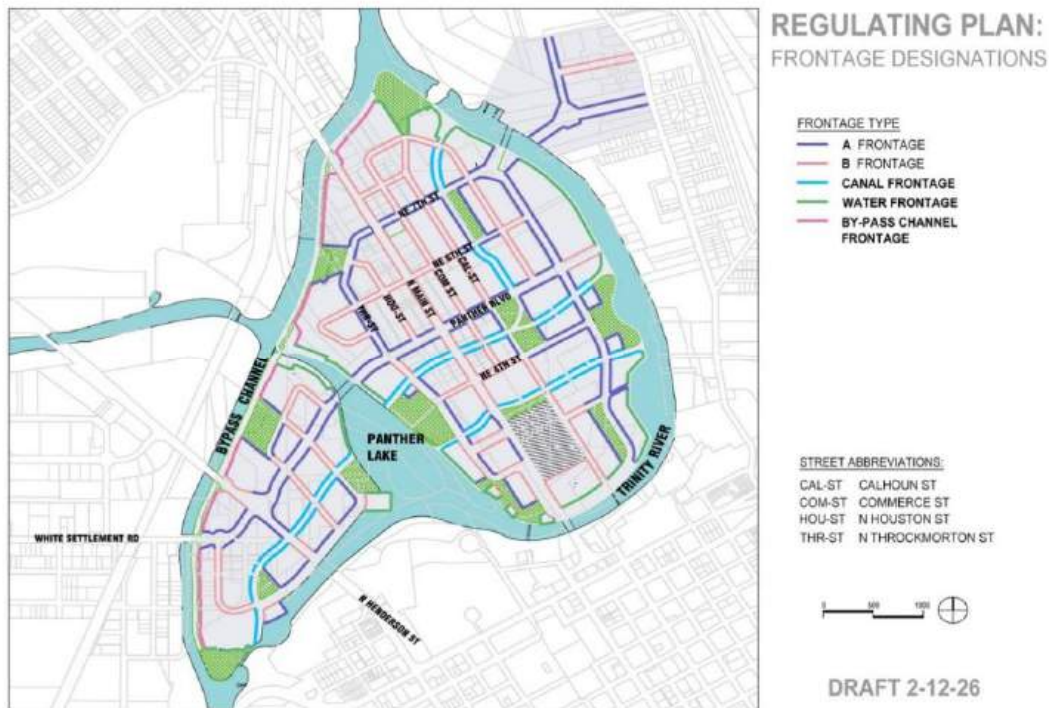 REGULATING PLAN:
FRONTAGE DESIGNATIONS
FRONTAGE TYPE
A FRONTAGE
B FRONTAGE
CANAL FRONTAGE
WATER FRONTAGE
BY-PASS CHANNEL
FRONTAGE
NE 7TH ST
NE 6TH ST
CAL-ST
COM ST
N MAIN ST
HOU-ST
THR-ST
PANTHER BLVD
NE 4TH ST
BYPASS CHANNEL
PANTHER
LAKE
TRINITY RIVER
WHITE SETTLEMENT RD
N HENDERSON ST
STREET ABBREVIATIONS:
CAL-ST CALHOUN ST
COM-ST COMMERCE ST
HOU-ST N HOUSTON ST
THR-ST N THROCKMORTON ST
0 500 1000
DRAFT 2-12-26